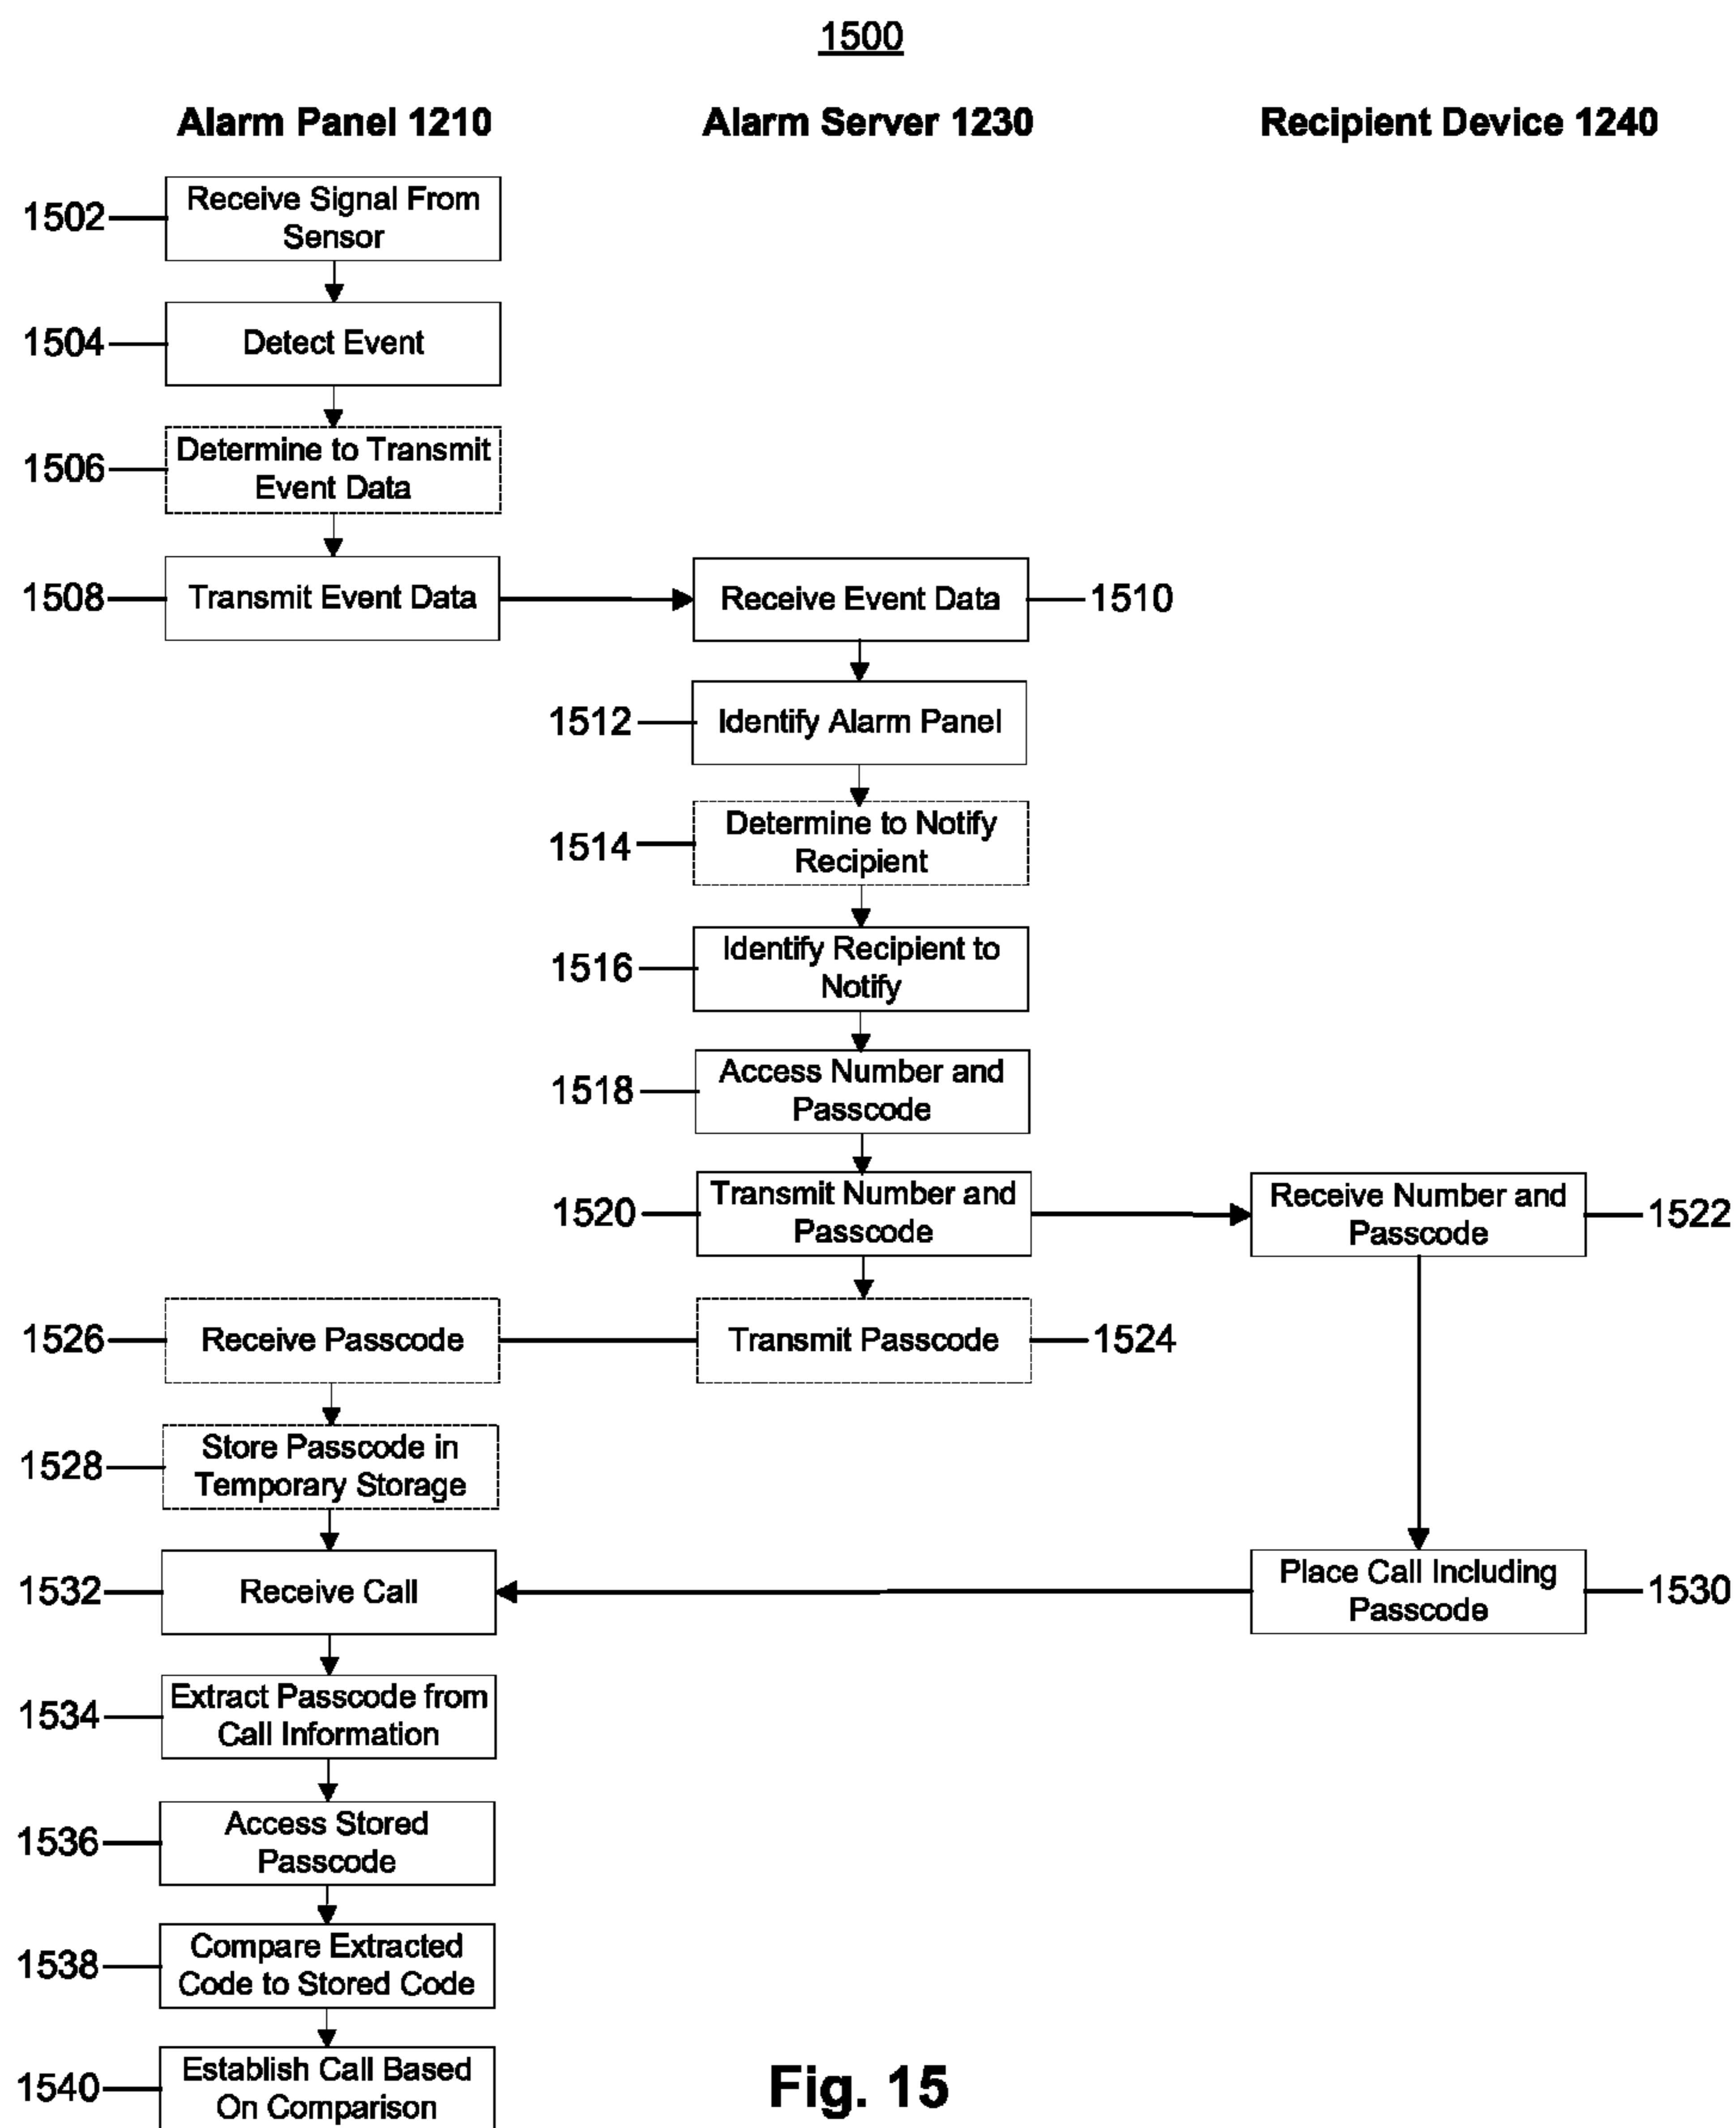 1500
Alarm Panel 1210
Alarm Server 1230
Recipient Device 1240
1502
Receive Signal From
Sensor
1504
Detect Event
1506
Determine to Transmit
Event Data
1508
Transmit Event Data
Receive Event Data
1510
1512
Identify Alarm Panel
1514
Determine to Notify
Recipient
1516
Identify Recipient to
Notify
1518
Access Number and
Passcode
1520
Transmit Number and
Passcode
Receive Number and
Passcode
1522
1526
Receive Passcode
Transmit Passcode
1524
1528
Store Passcode in
Temporary Storage
1532
Receive Call
Place Call Including
Passcode
1530
1534
Extract Passcode from
Call Information
1536
Access Stored
Passcode
1538
Compare Extracted
Code to Stored Code
1540
Establish Call Based
On Comparison
Fig. 15